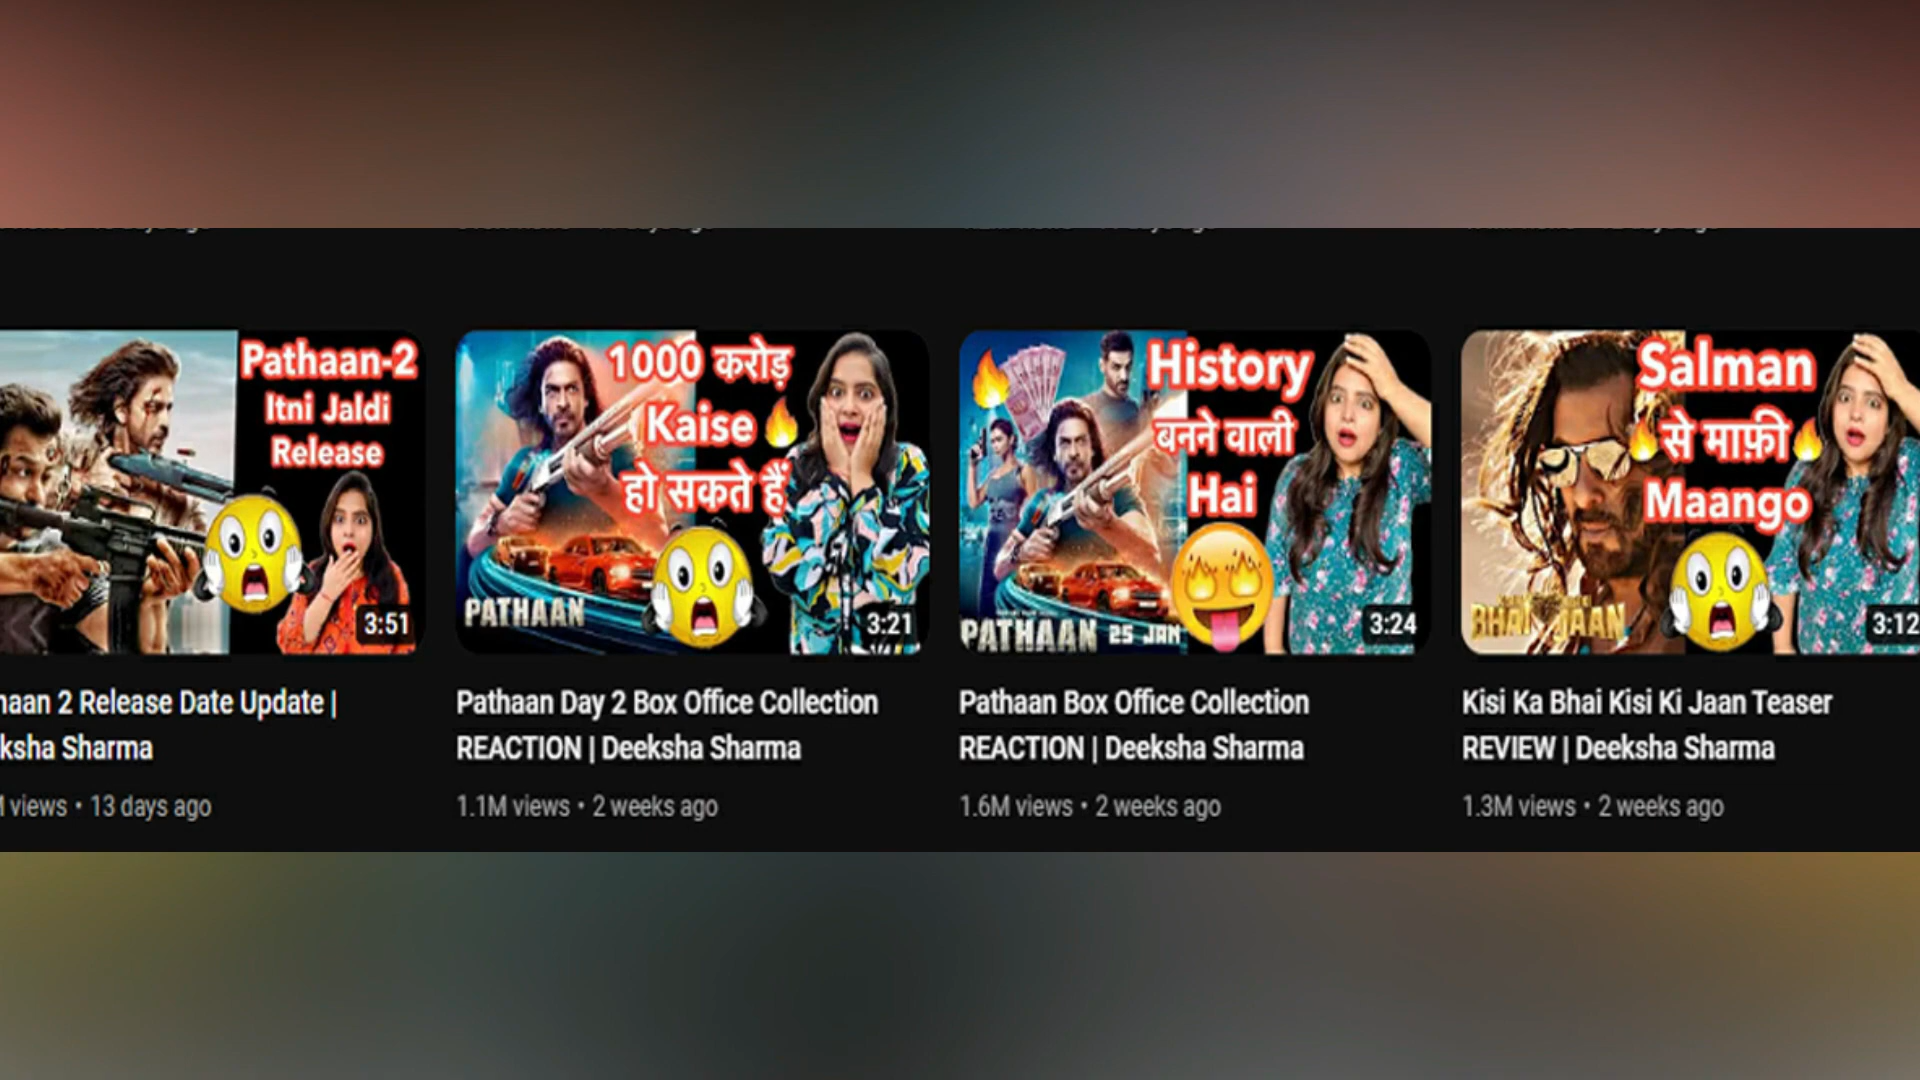 Pathaan-2
Itni Jaldi
Release
3:51
haan 2 Release Date Update |
ksha Sharma
views • 13 days ago
1000 करोड़
Kaise
हो सकते हैं
PATHAAN
3:21
Pathaan Day 2 Box Office Collection
REACTION | Deeksha Sharma
1.1M views • 2 weeks ago
History
बनने वाली
Hai
PATHAAN 25 JAN
3:24
Pathaan Box Office Collection
REACTION | Deeksha Sharma
1.6M views • 2 weeks ago
Salman
से माफ़ी
Maango
BHAI JAAN
3:12
Kisi Ka Bhai Kisi Ki Jaan Teaser
REVIEW | Deeksha Sharma
1.3M views • 2 weeks ago